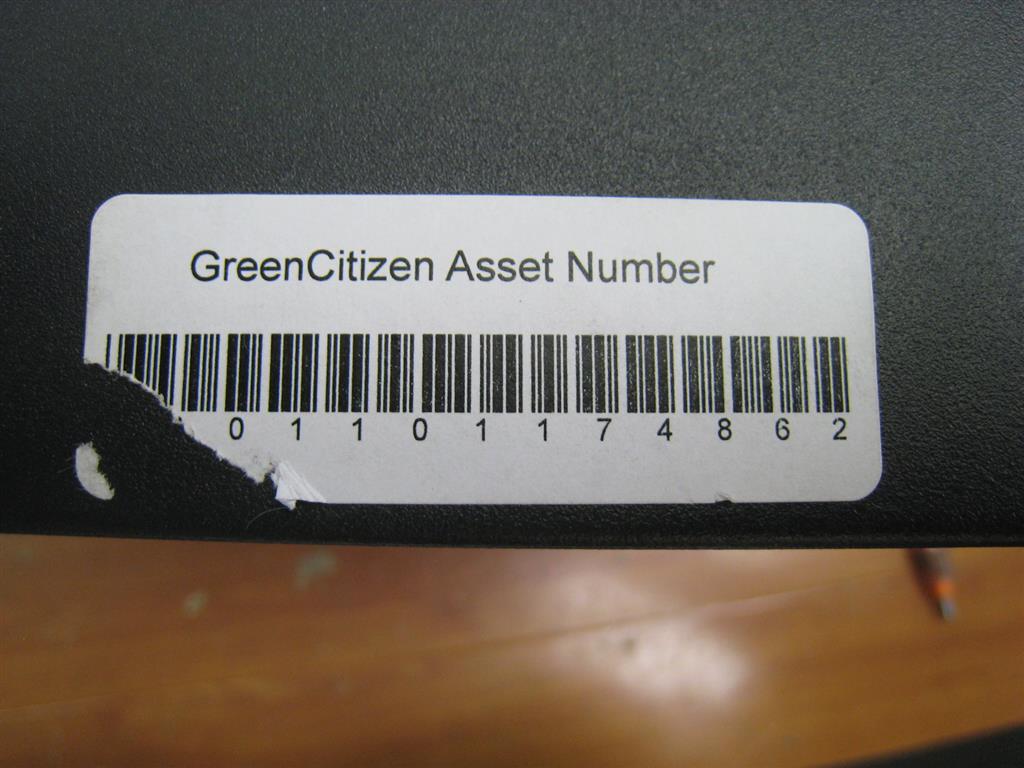 GreenCitizen Asset Number
0 1 1 0 1 1 7 4 8 6 2